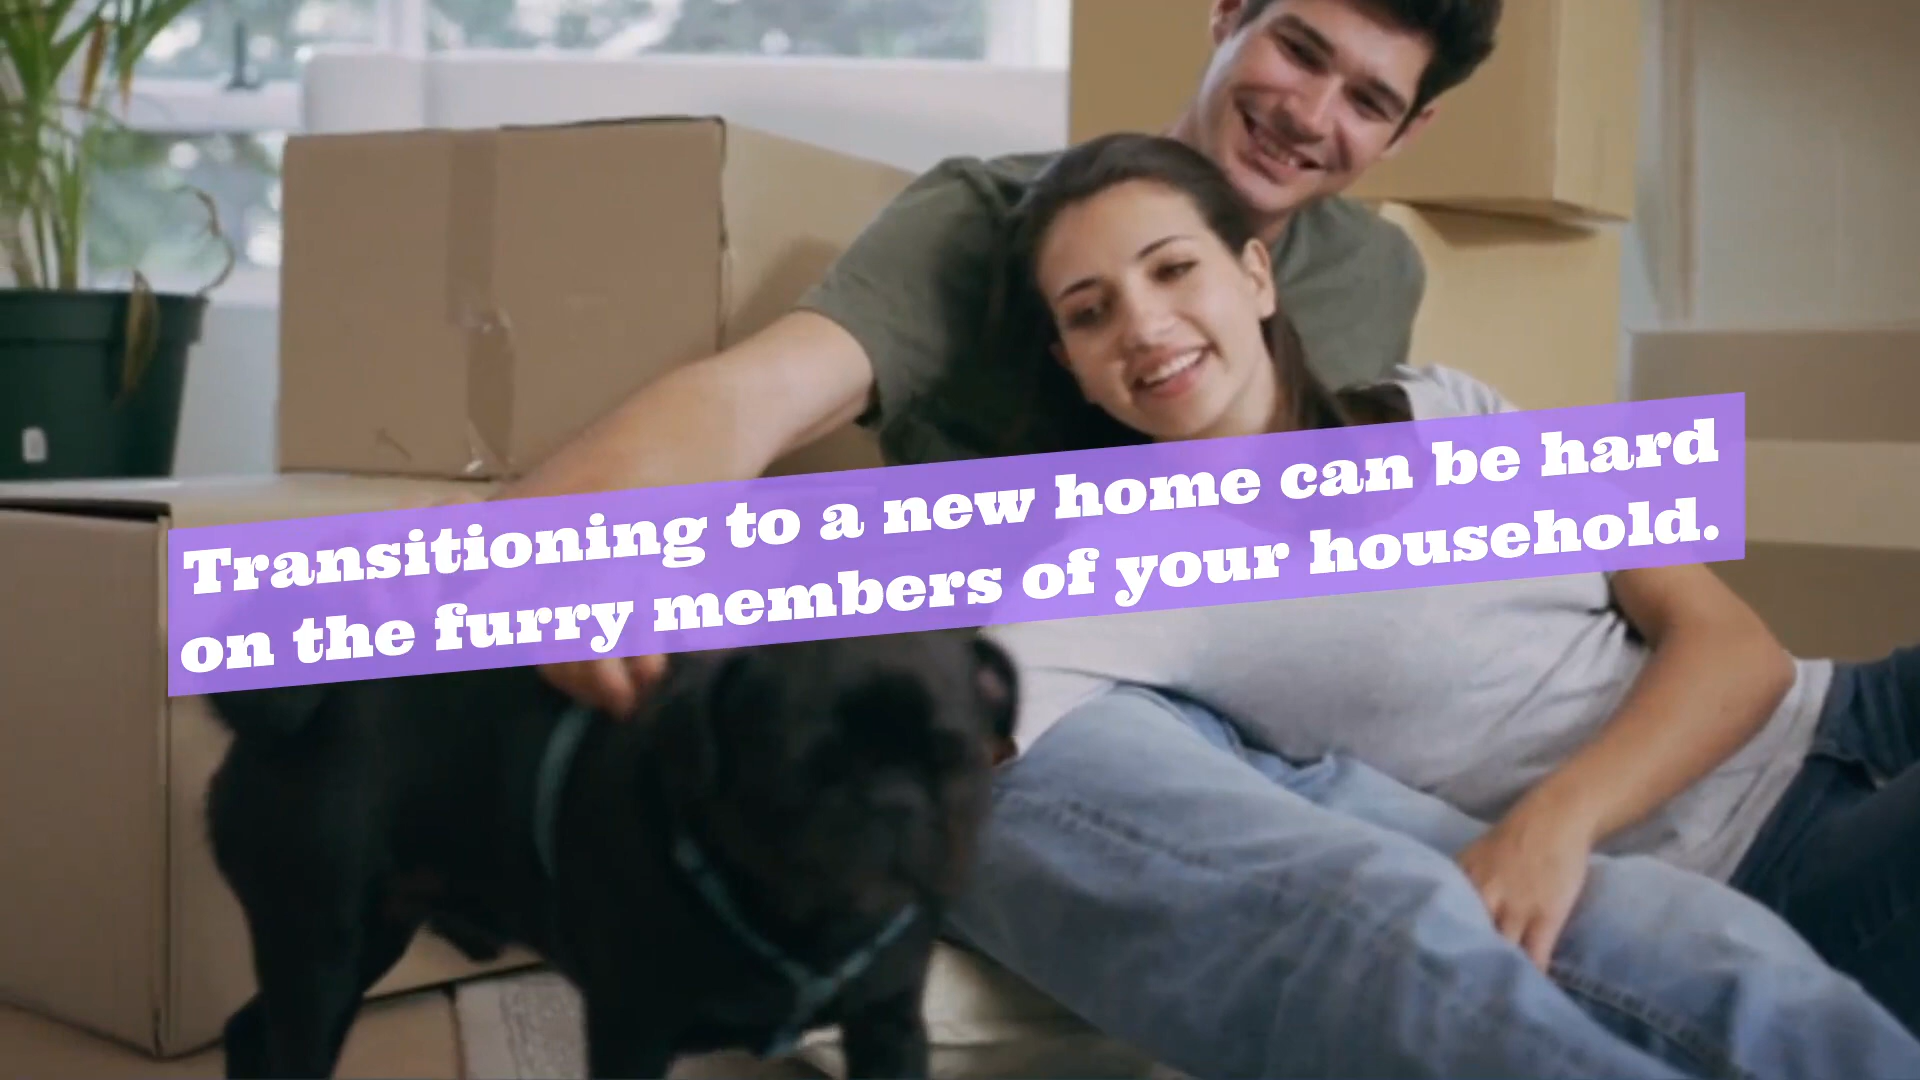 Transitioning to a new home can be hard
on the furry members of your household.